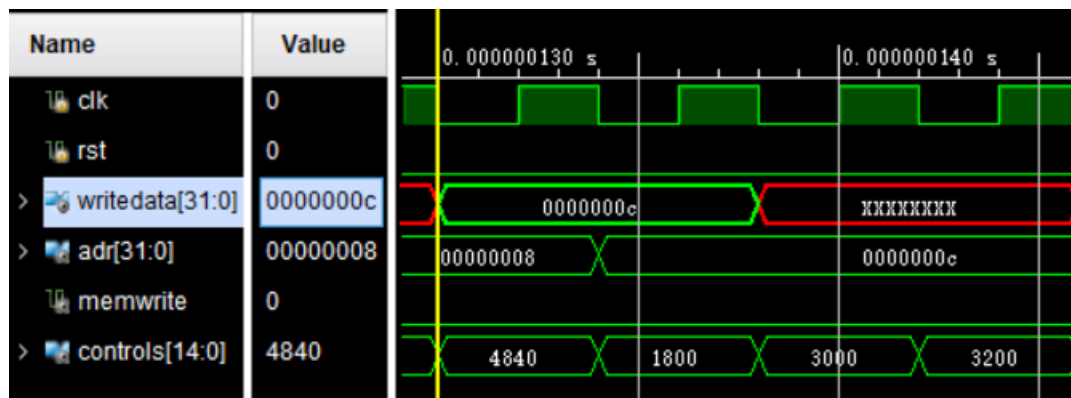 Name Value
0.000000130 s 0.000000140 s
clk 0
rst 0
writedata[31:0] 0000000c 0000000c XXXXXXXX
adr[31:0] 00000008 00000008 0000000c
memwrite 0
controls[14:0] 4840 4840 1800 3000 3200